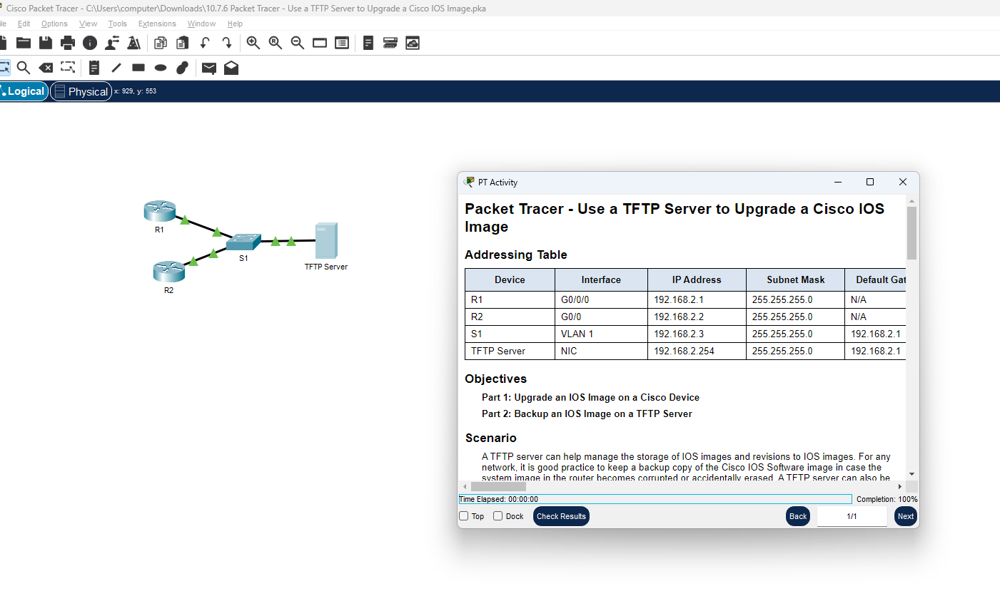 Cisco Packet Tracer - C:\Users\computer\Downloads\10.7.6 Packet Tracer - Use a TFTP Server to Upgrade a Cisco IOS Image.pka
ile Edit Options View Tools Extensions Window Help
Logical Physical x: 929, y: 553
R1
S1
TFTP Server
R2
PT Activity
Packet Tracer - Use a TFTP Server to Upgrade a Cisco IOS
Image
Addressing Table
Device Interface IP Address Subnet Mask Default Gat
R1 G0/0/0 192.168.2.1 255.255.255.0 N/A
R2 G0/0 192.168.2.2 255.255.255.0 N/A
S1 VLAN 1 192.168.2.3 255.255.255.0 192.168.2.1
TFTP Server NIC 192.168.2.254 255.255.255.0 192.168.2.1
Objectives
Part 1: Upgrade an IOS Image on a Cisco Device
Part 2: Backup an IOS Image on a TFTP Server
Scenario
A TFTP server can help manage the storage of IOS images and revisions to IOS images. For any
network, it is good practice to keep a backup copy of the Cisco IOS Software image in case the
system image in the router becomes corrupted or accidentally erased. A TFTP server can also be
Time Elapsed: 00:00:00 Completion: 100%
Top Dock Check Results Back 1/1 Next